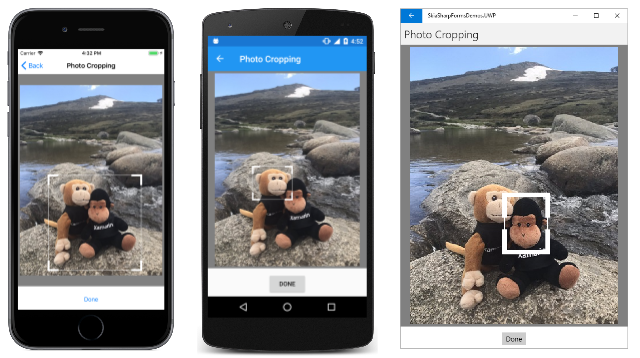 Carrier
4:32 PM
Back
Photo Cropping
Xamarin
Done
4:52
Photo Cropping
Xamarin
DONE
SkiaSharpFormsDemos.UWP
Photo Cropping
Done